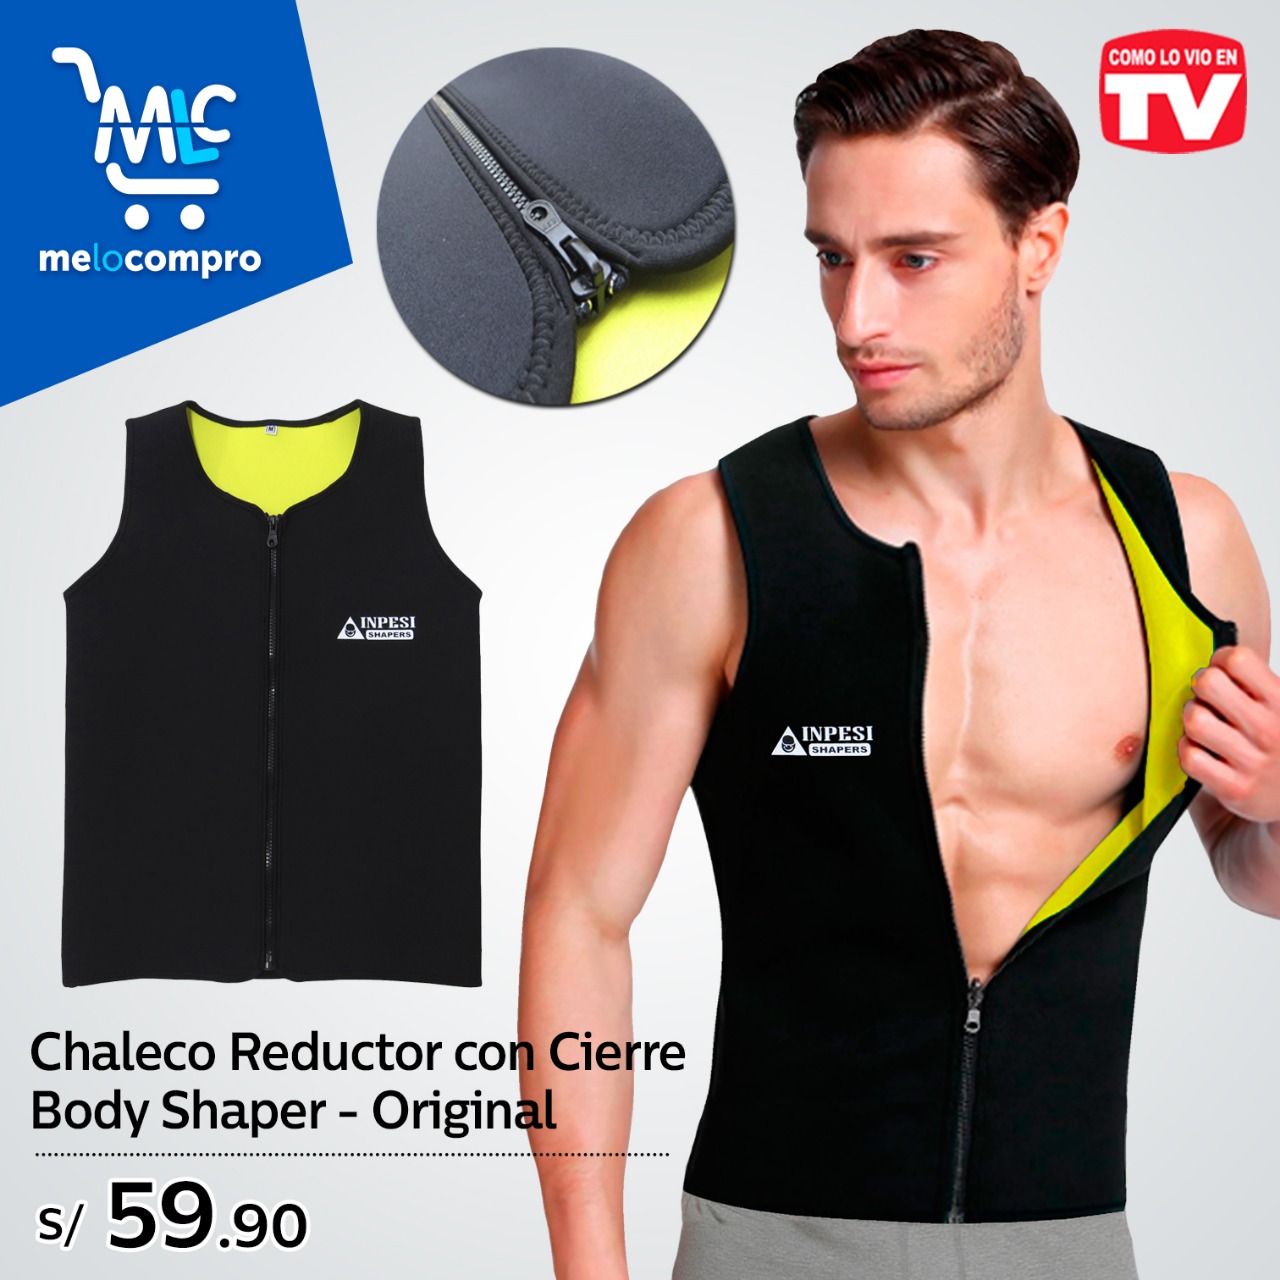 MLC
melocompro
COMO LO VIO EN
TV
M
INPESI
SHAPERS
INPESI
SHAPERS
Chaleco Reductor con Cierre
Body Shaper - Original
S/ 59.90